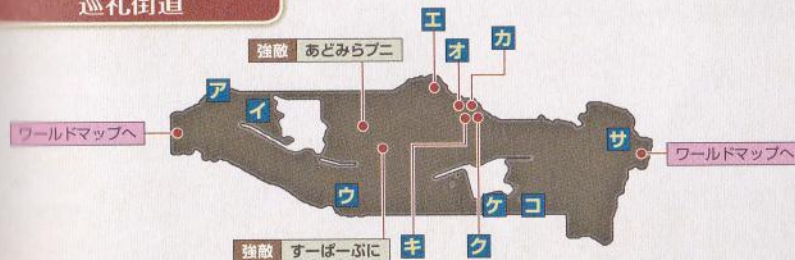 巡礼街道
エ
オ
カ
強敵 あどみらプニ
ア
イ
ワールドマップへ
サ
ワールドマップへ
ウ
ケ
コ
強敵 すーぱーぷに
キ
ク